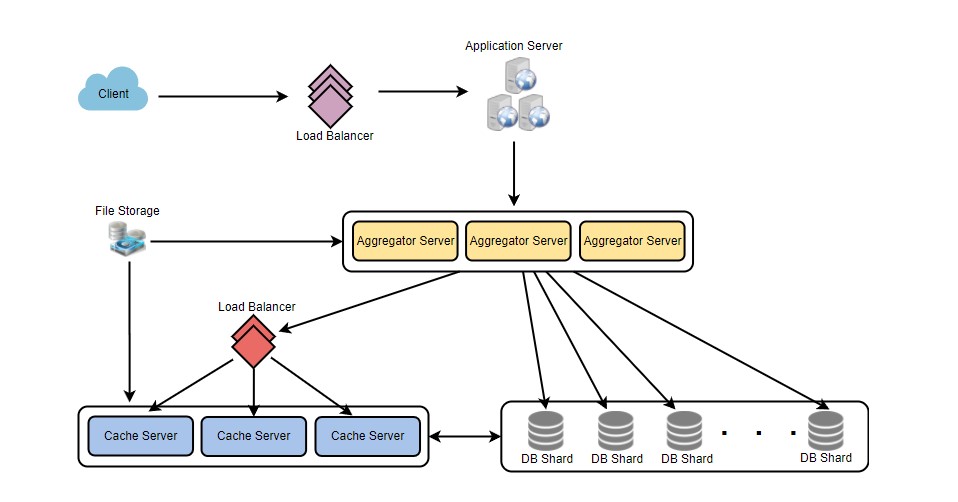 Application Server
Client
Load Balancer
File Storage
Aggregator Server
Aggregator Server
Aggregator Server
Load Balancer
Cache Server
Cache Server
Cache Server
DB Shard
DB Shard
DB Shard
DB Shard